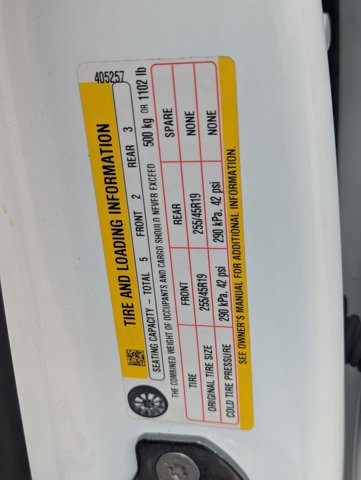 405257
TIRE AND LOADING INFORMATION
SEATING CAPACITY – TOTAL 5 FRONT 2 REAR 3
THE COMBINED WEIGHT OF OCCUPANTS AND CARGO SHOULD NEVER EXCEED 500 kg OR 1102 lb
TIRE FRONT REAR SPARE
ORIGINAL TIRE SIZE 255/45R19 255/45R19 NONE
COLD TIRE PRESSURE 290 kPa, 42 psi 290 kPa, 42 psi NONE
SEE OWNER'S MANUAL FOR ADDITIONAL INFORMATION.